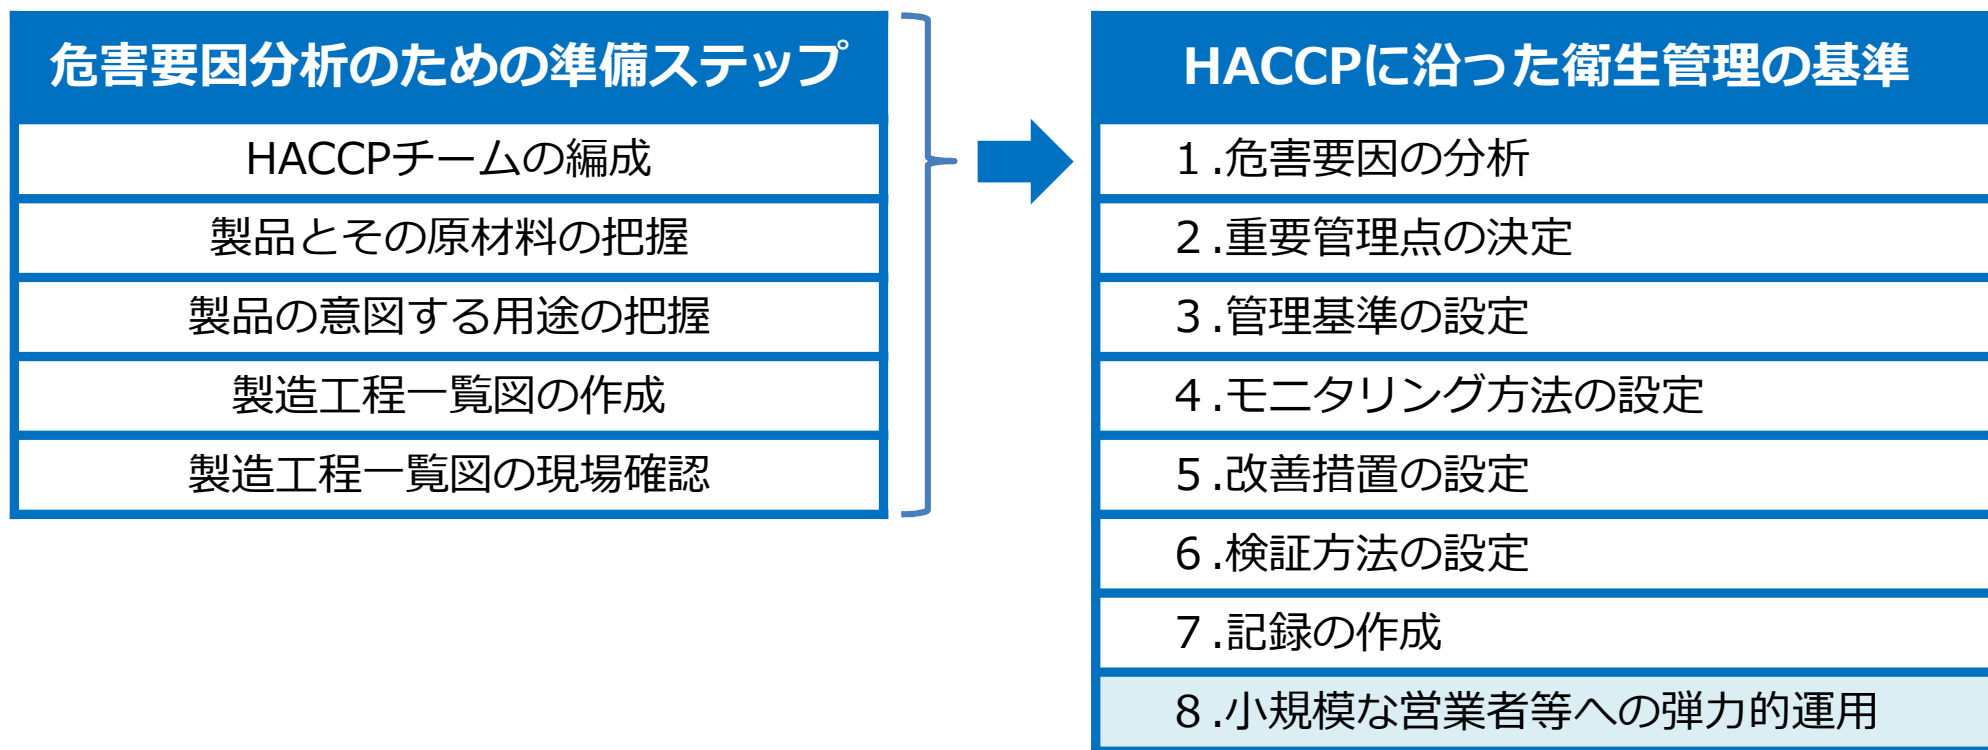 危害要因分析のための準備ステップ
HACCPチームの編成
製品とその原材料の把握
製品の意図する用途の把握
製造工程一覧図の作成
製造工程一覧図の現場確認
HACCPに沿った衛生管理の基準
１.危害要因の分析
２.重要管理点の決定
３.管理基準の設定
４.モニタリング方法の設定
５.改善措置の設定
６.検証方法の設定
７.記録の作成
８.小規模な営業者等への弾力的運用